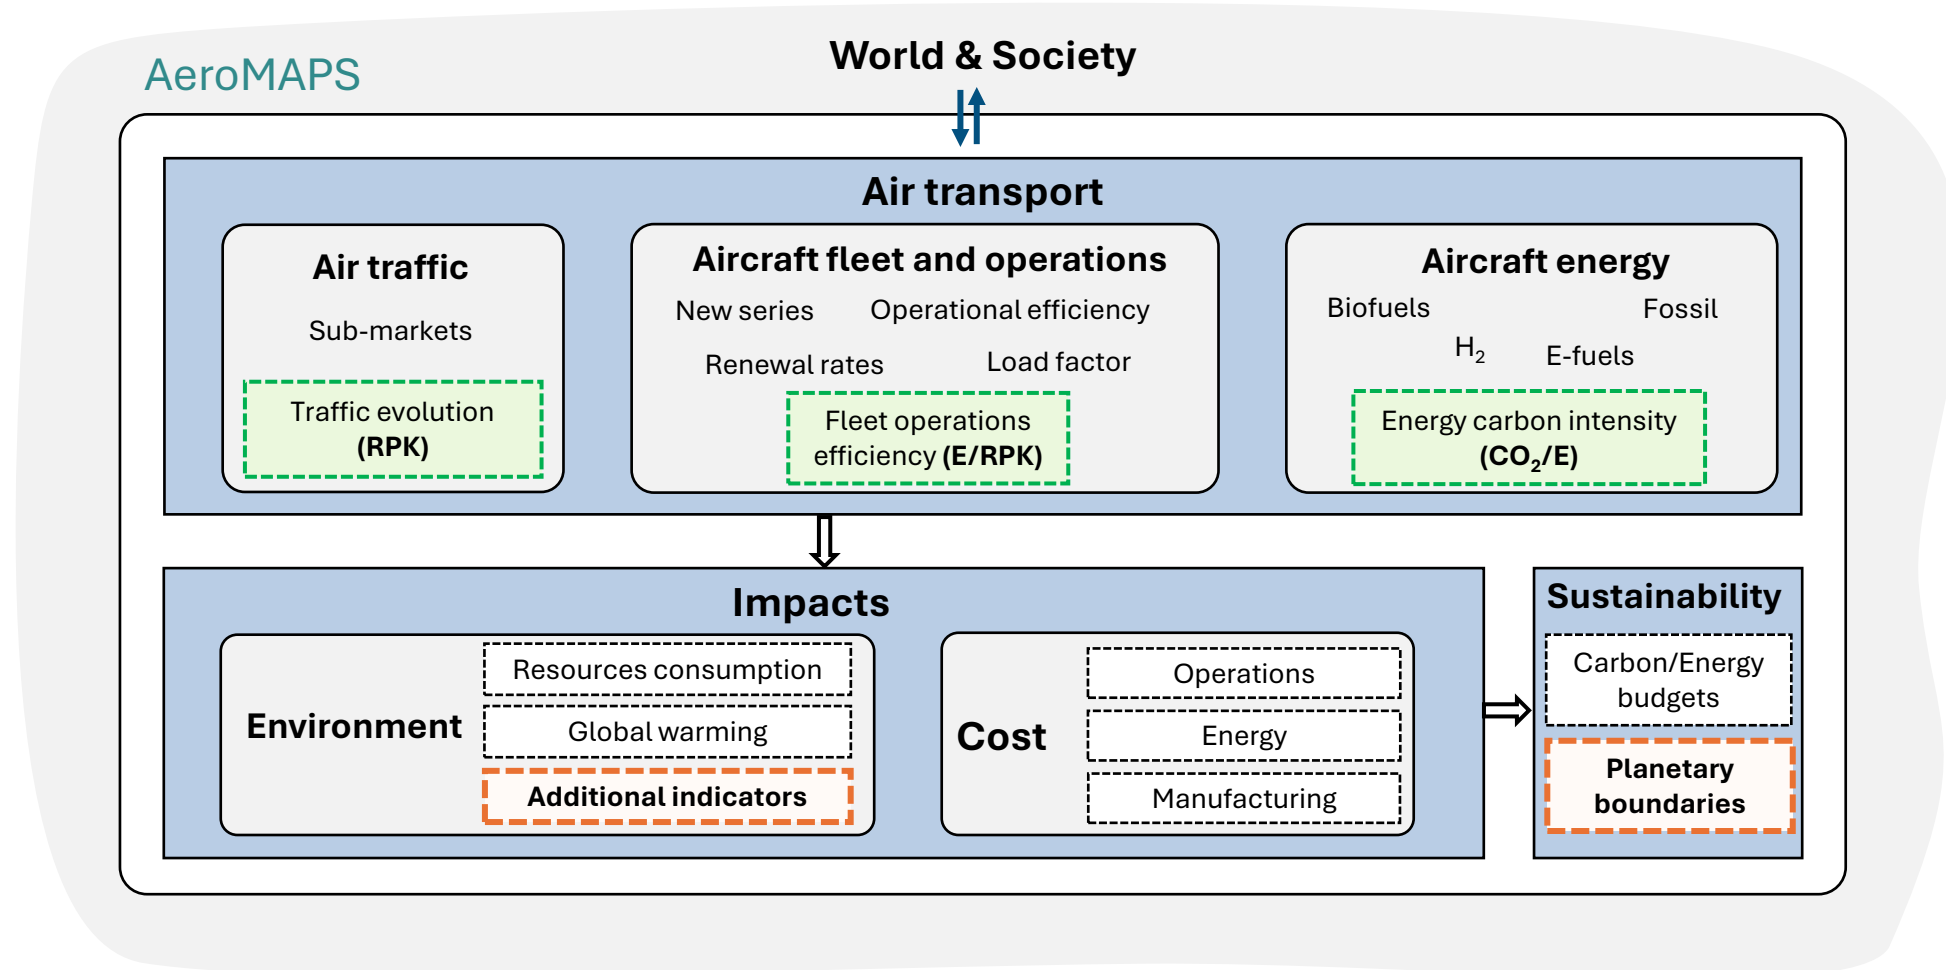 World & Society
AeroMAPS
Air transport
Air traffic
Sub-markets
Traffic evolution
(RPK)
Aircraft fleet and operations
New series
Operational efficiency
Renewal rates
Load factor
Fleet operations
efficiency (E/RPK)
Aircraft energy
Biofuels
Fossil
H₂
E-fuels
Energy carbon intensity
(CO₂/E)
Impacts
Environment
Resources consumption
Global warming
Additional indicators
Cost
Operations
Energy
Manufacturing
Sustainability
Carbon/Energy
budgets
Planetary
boundaries